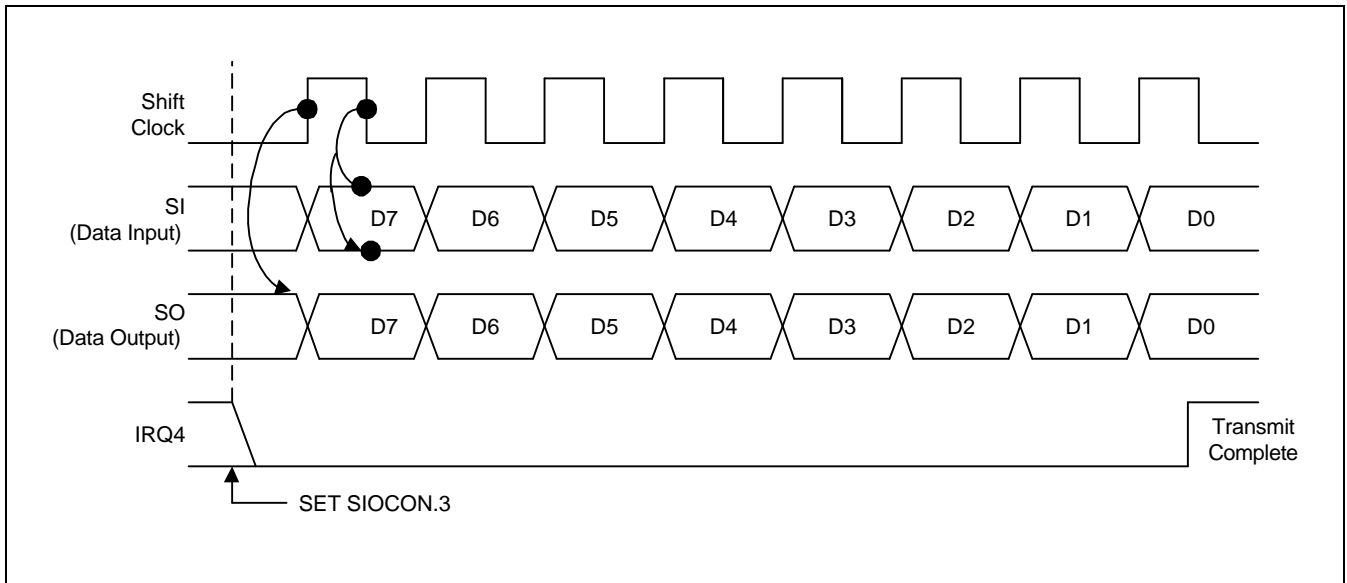 Shift
Clock
SI
(Data Input)
D7 D6 D5 D4 D3 D2 D1 D0
SO
(Data Output)
D7 D6 D5 D4 D3 D2 D1 D0
IRQ4
Transmit
Complete
SET SIOCON.3